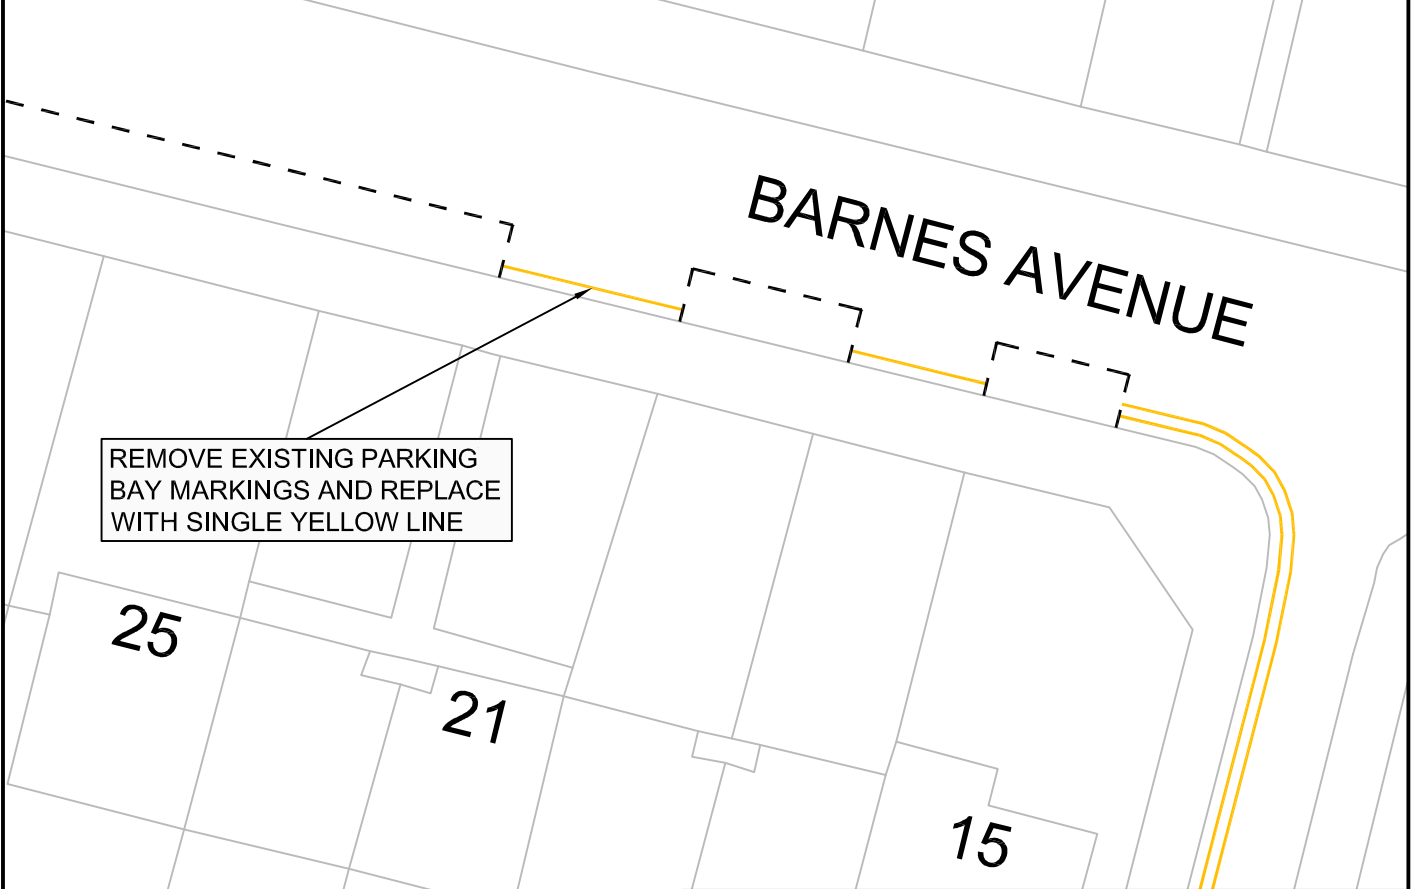 BARNES AVENUE
REMOVE EXISTING PARKING
BAY MARKINGS AND REPLACE
WITH SINGLE YELLOW LINE
25
21
15